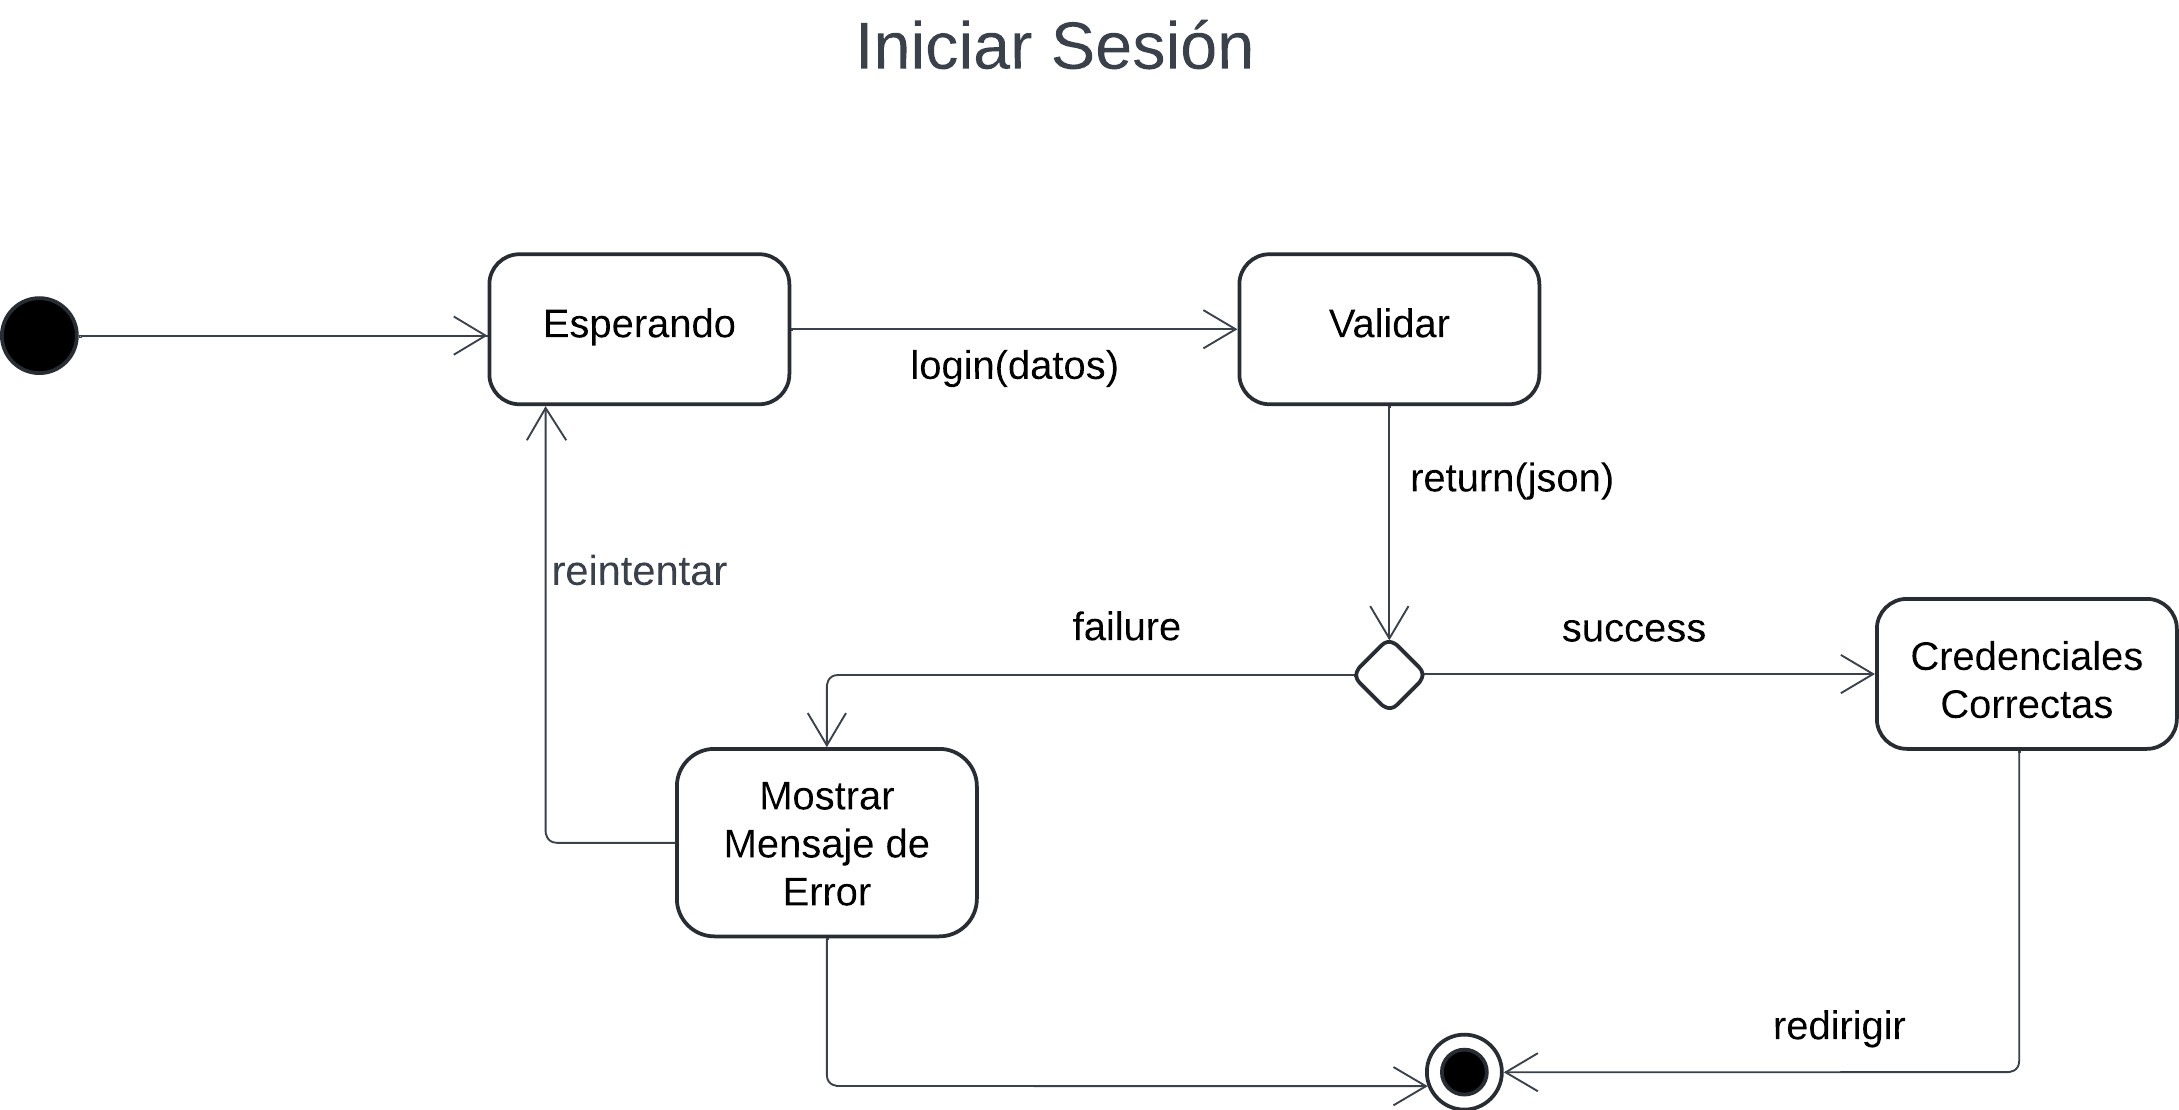 Iniciar Sesión
Esperando
Validar
login(datos)
return(json)
reintentar
failure
success
Credenciales
Correctas
Mostrar
Mensaje de
Error
redirigir